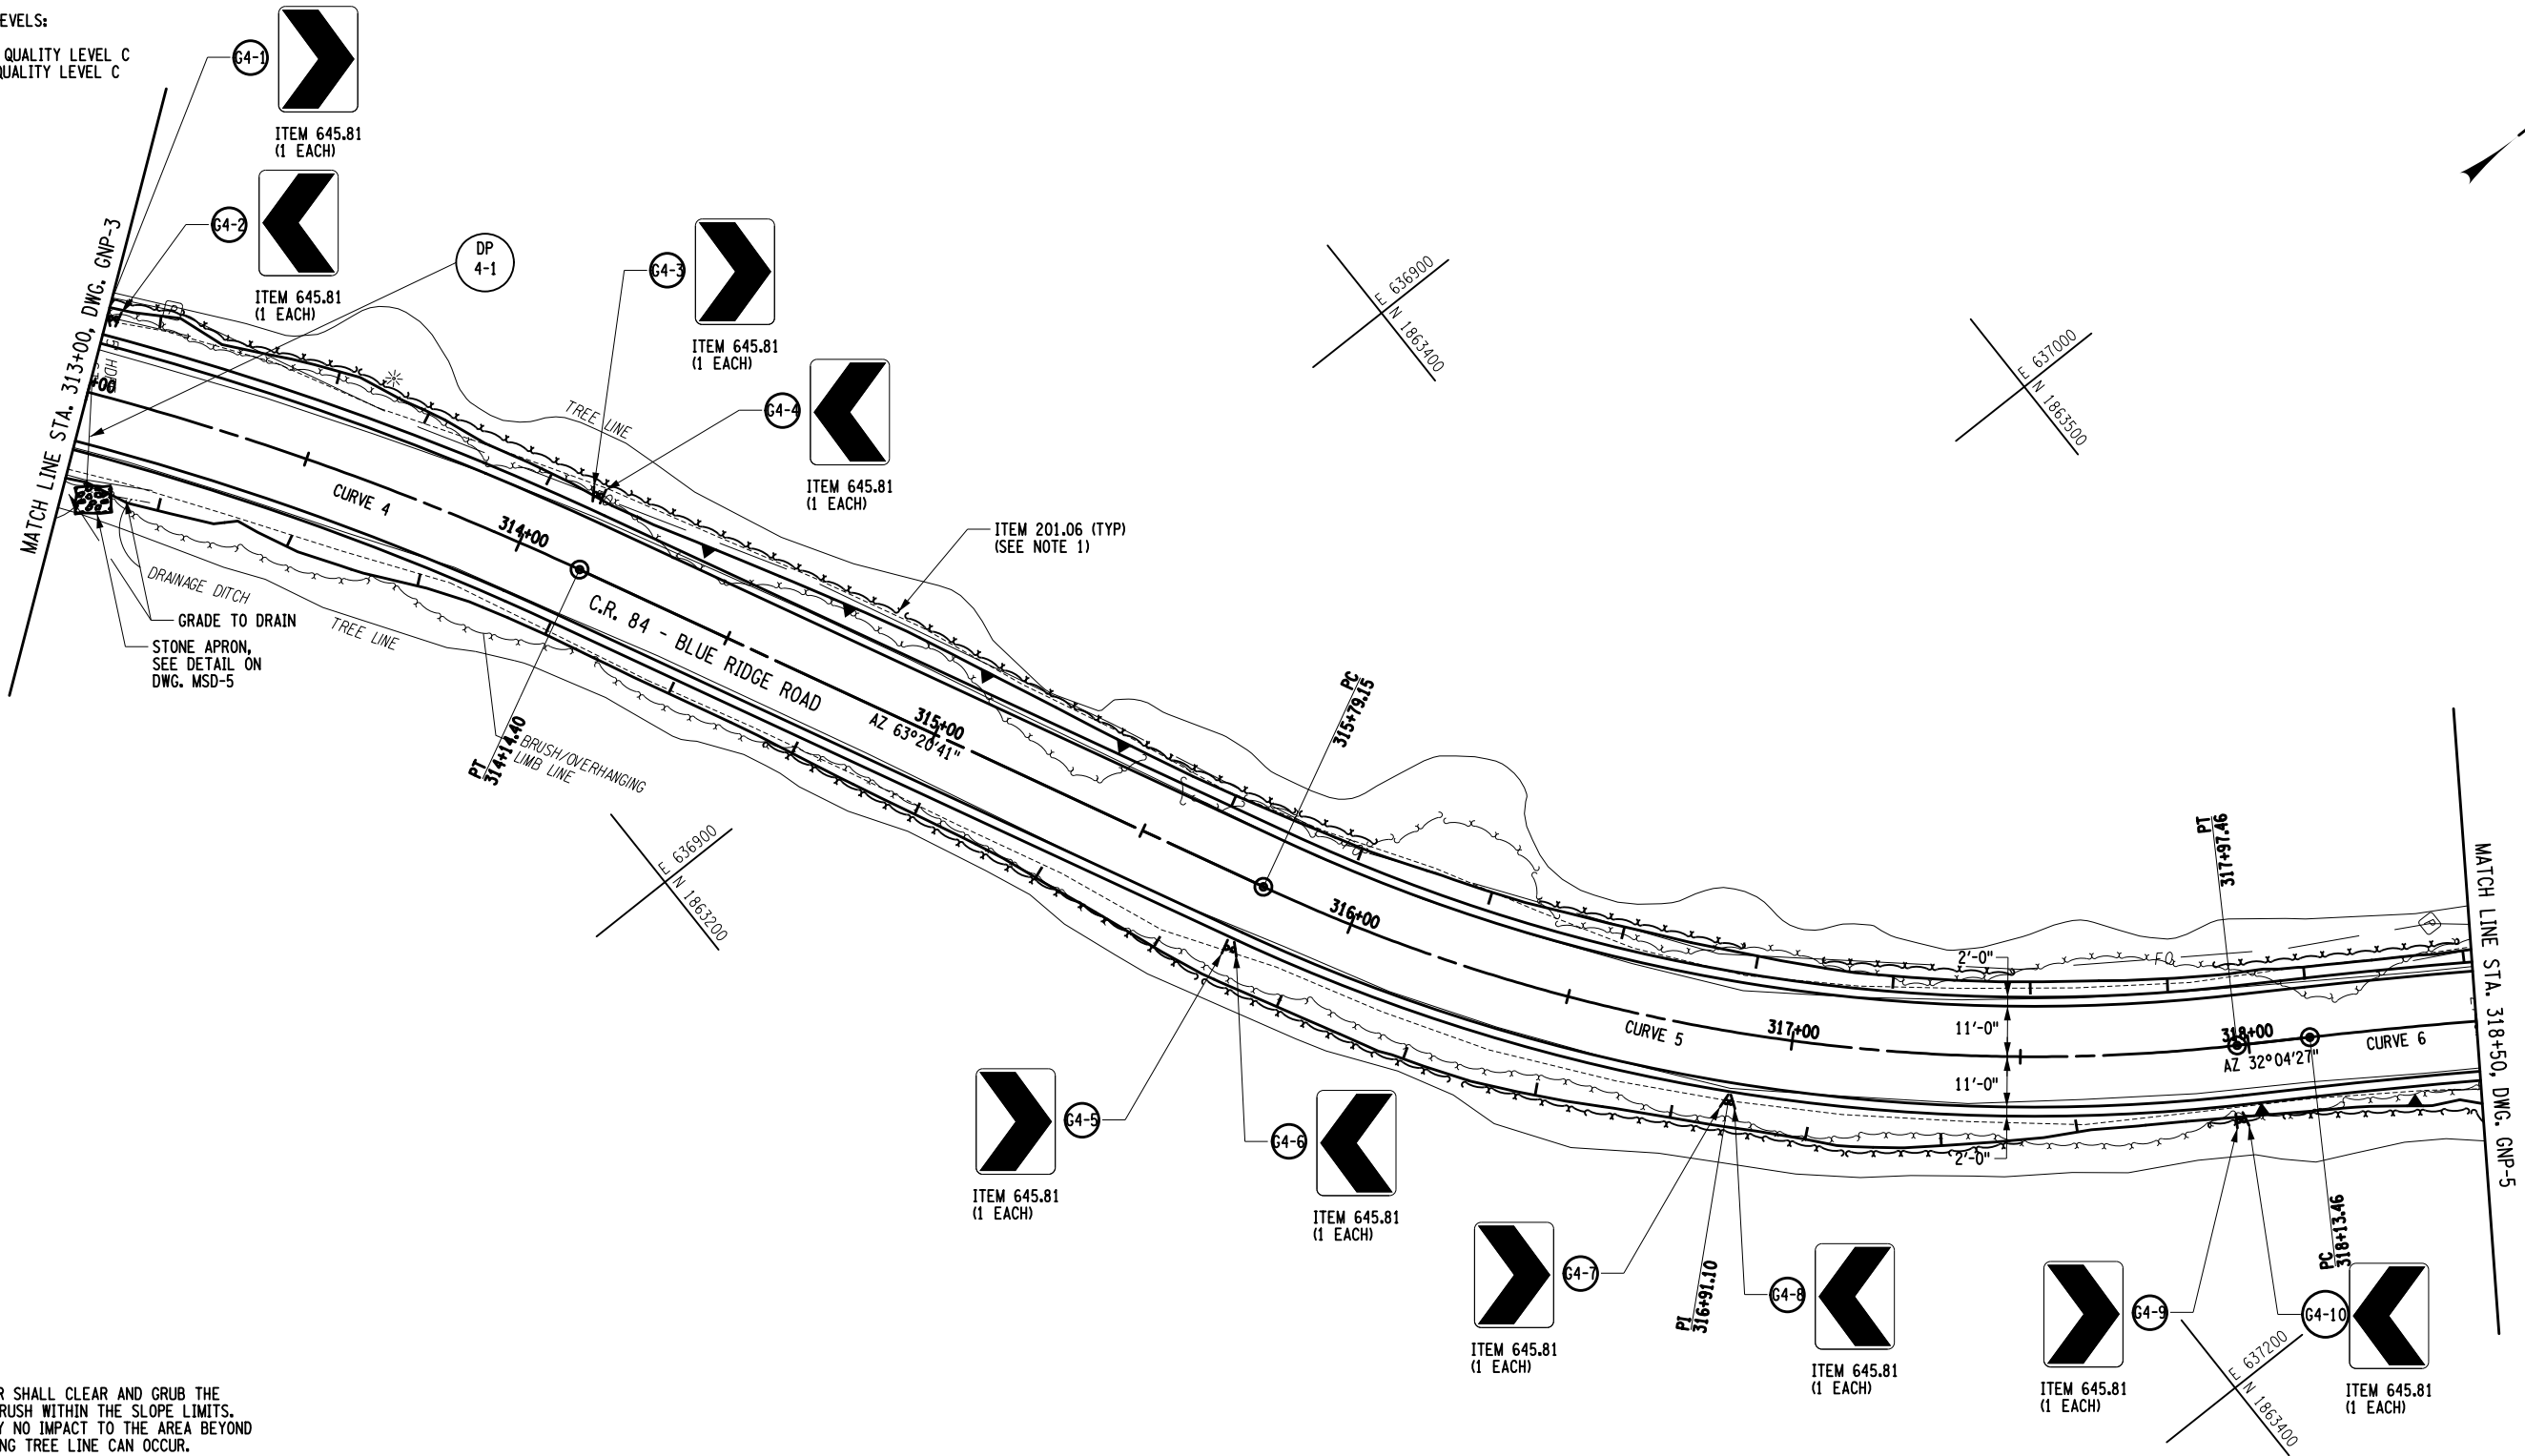 EVELS:
QUALITY LEVEL C
QUALITY LEVEL C
G4-1
ITEM 645.81
(1 EACH)
G4-2
ITEM 645.81
(1 EACH)
DP
4-1
G4-3
ITEM 645.81
(1 EACH)
G4-4
ITEM 645.81
(1 EACH)
MATCH LINE STA. 313+00, DWG. GNP-3
P
+00
TREE LINE
CURVE 4
314+00
ITEM 201.06 (TYP)
(SEE NOTE 1)
DRAINAGE DITCH
GRADE TO DRAIN
STONE APRON,
SEE DETAIL ON
DWG. MSD-5
TREE LINE
C.R. 84 - BLUE RIDGE ROAD
PT
314+14.40
BRUSH/OVERHANGING
LIMB LINE
315+00
AZ 63°20'41"
PC
315+79.15
E 636900
N 1863400
E 637000
N 1863500
E 636900
N 1863200
316+00
CURVE 5
317+00
2'-0"
11'-0"
11'-0"
2'-0"
FO
P
PT
317+97.46
318+00
AZ 32°04'27"
CURVE 6
MATCH LINE STA. 318+50, DWG. GNP-5
G4-5
ITEM 645.81
(1 EACH)
G4-6
ITEM 645.81
(1 EACH)
G4-7
ITEM 645.81
(1 EACH)
PI
316+91.10
G4-8
ITEM 645.81
(1 EACH)
G4-9
ITEM 645.81
(1 EACH)
PC
318+13.46
G4-10
ITEM 645.81
(1 EACH)
E 637200
N 1863400
R SHALL CLEAR AND GRUB THE
RUSH WITHIN THE SLOPE LIMITS.
Y NO IMPACT TO THE AREA BEYOND
NG TREE LINE CAN OCCUR.